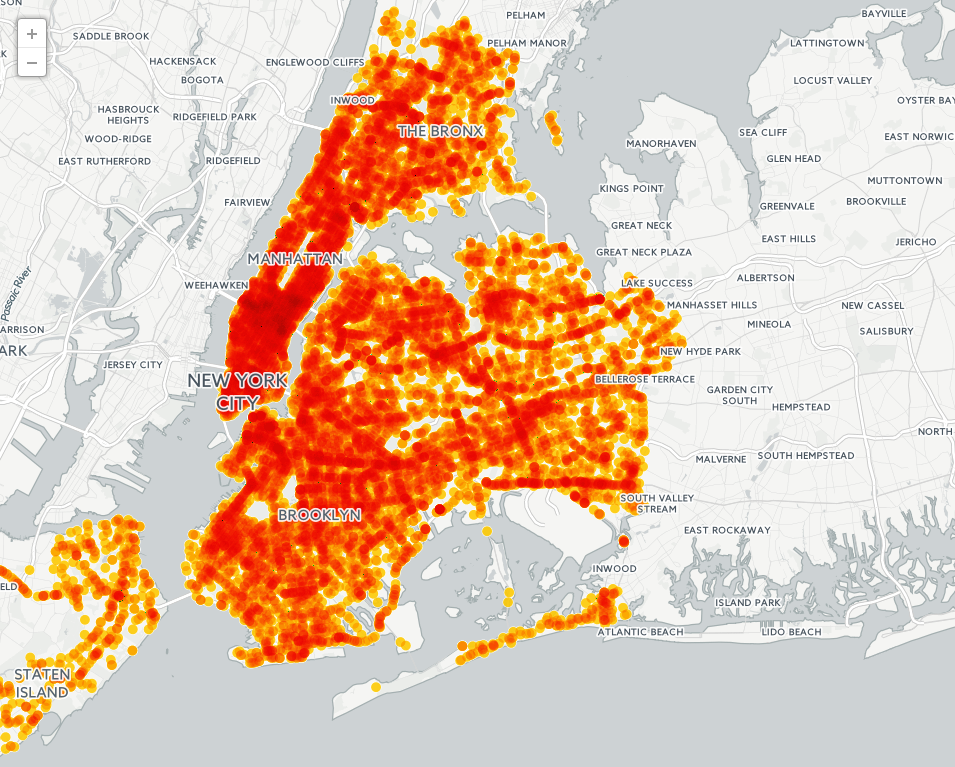 SON
PELHAM
BAYVILLE
+
SADDLE BROOK
PELHAM MANOR
LATTINGTOWN
K
HACKENSACK
ENGLEWOOD CLIFFS
−
BOGOTA
LOCUST VALLEY
INWOOD
OYSTER BAY
HASBROUCK
HEIGHTS
RIDGEFIELD PARK
THE BRONX
SEA CLIFF
EAST NORWIC
WOOD-RIDGE
MANORHAVEN
EAST RUTHERFORD
RIDGEFIELD
GLEN HEAD
KINGS POINT
MUTTONTOWN
FAIRVIEW
GREENVALE
BROOKVILLE
GREAT NECK
EAST HILLS
JERICHO
MANHATTAN
GREAT NECK PLAZA
Passaic River
WEEHAWKEN
LAKE SUCCESS
ALBERTSON
MANHASSET HILLS
NEW CASSEL
ARRISON
MINEOLA
SALISBURY
ARK
JERSEY CITY
NEW HYDE PARK
NEW YORK
CITY
BELLEROSE TERRACE
GARDEN CITY
SOUTH
HEMPSTEAD
NORTH
MALVERNE
SOUTH HEMPSTEAD
SOUTH VALLEY
STREAM
BROOKLYN
EAST ROCKAWAY
INWOOD
ELD
ISLAND PARK
ATLANTIC BEACH
LIDO BEACH
STATEN
ISLAND